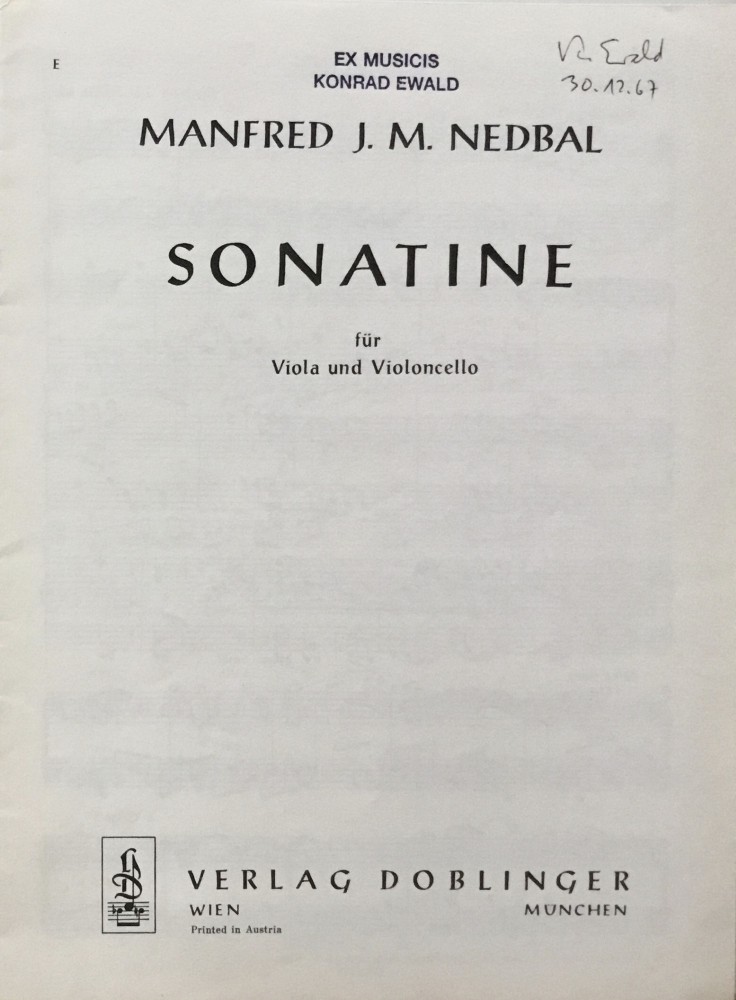 E
EX MUSICIS
KONRAD EWALD
Ewald
30.12.67
MANFRED J. M. NEDBAL
SONATINE
für
Viola und Violoncello
VERLAG DOBLINGER
WIEN MÜNCHEN
Printed in Austria